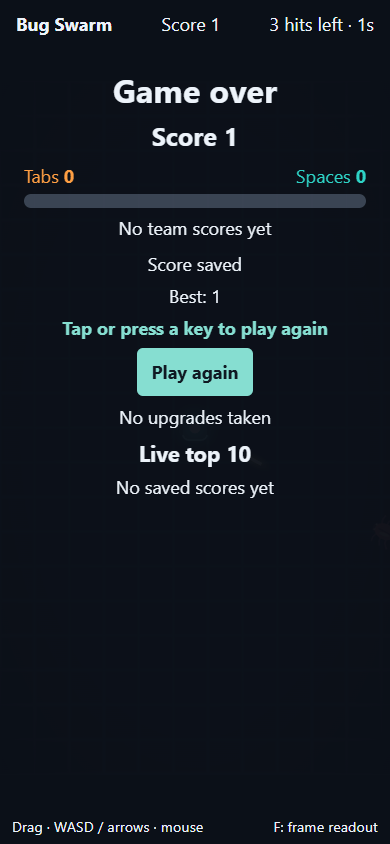 Bug Swarm Score 1 3 hits left · 1s
Game over
Score 1
Tabs 0 Spaces 0
No team scores yet
Score saved
Best: 1
Tap or press a key to play again
Play again
No upgrades taken
Live top 10
No saved scores yet
Drag · WASD / arrows · mouse F: frame readout